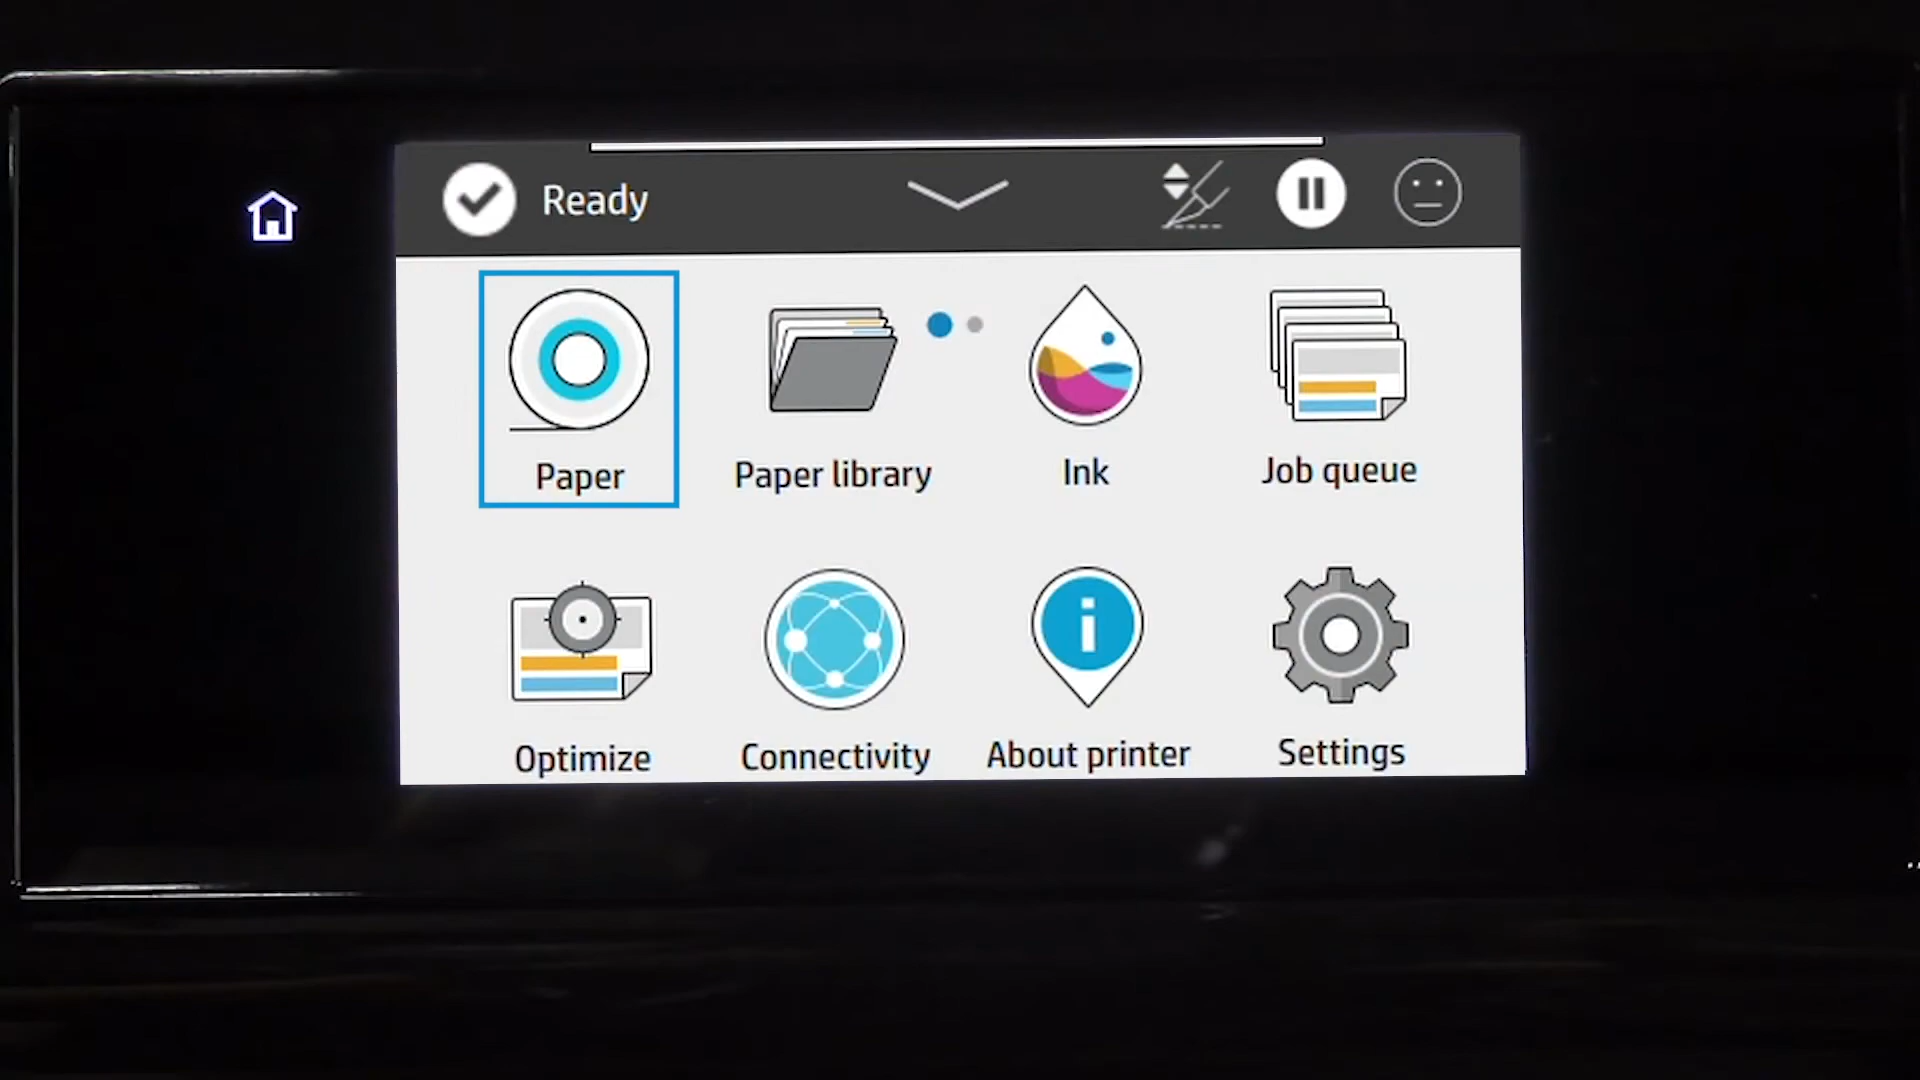 Ready
Paper
Paper library
Ink
Job queue
Optimize
Connectivity
About printer
Settings